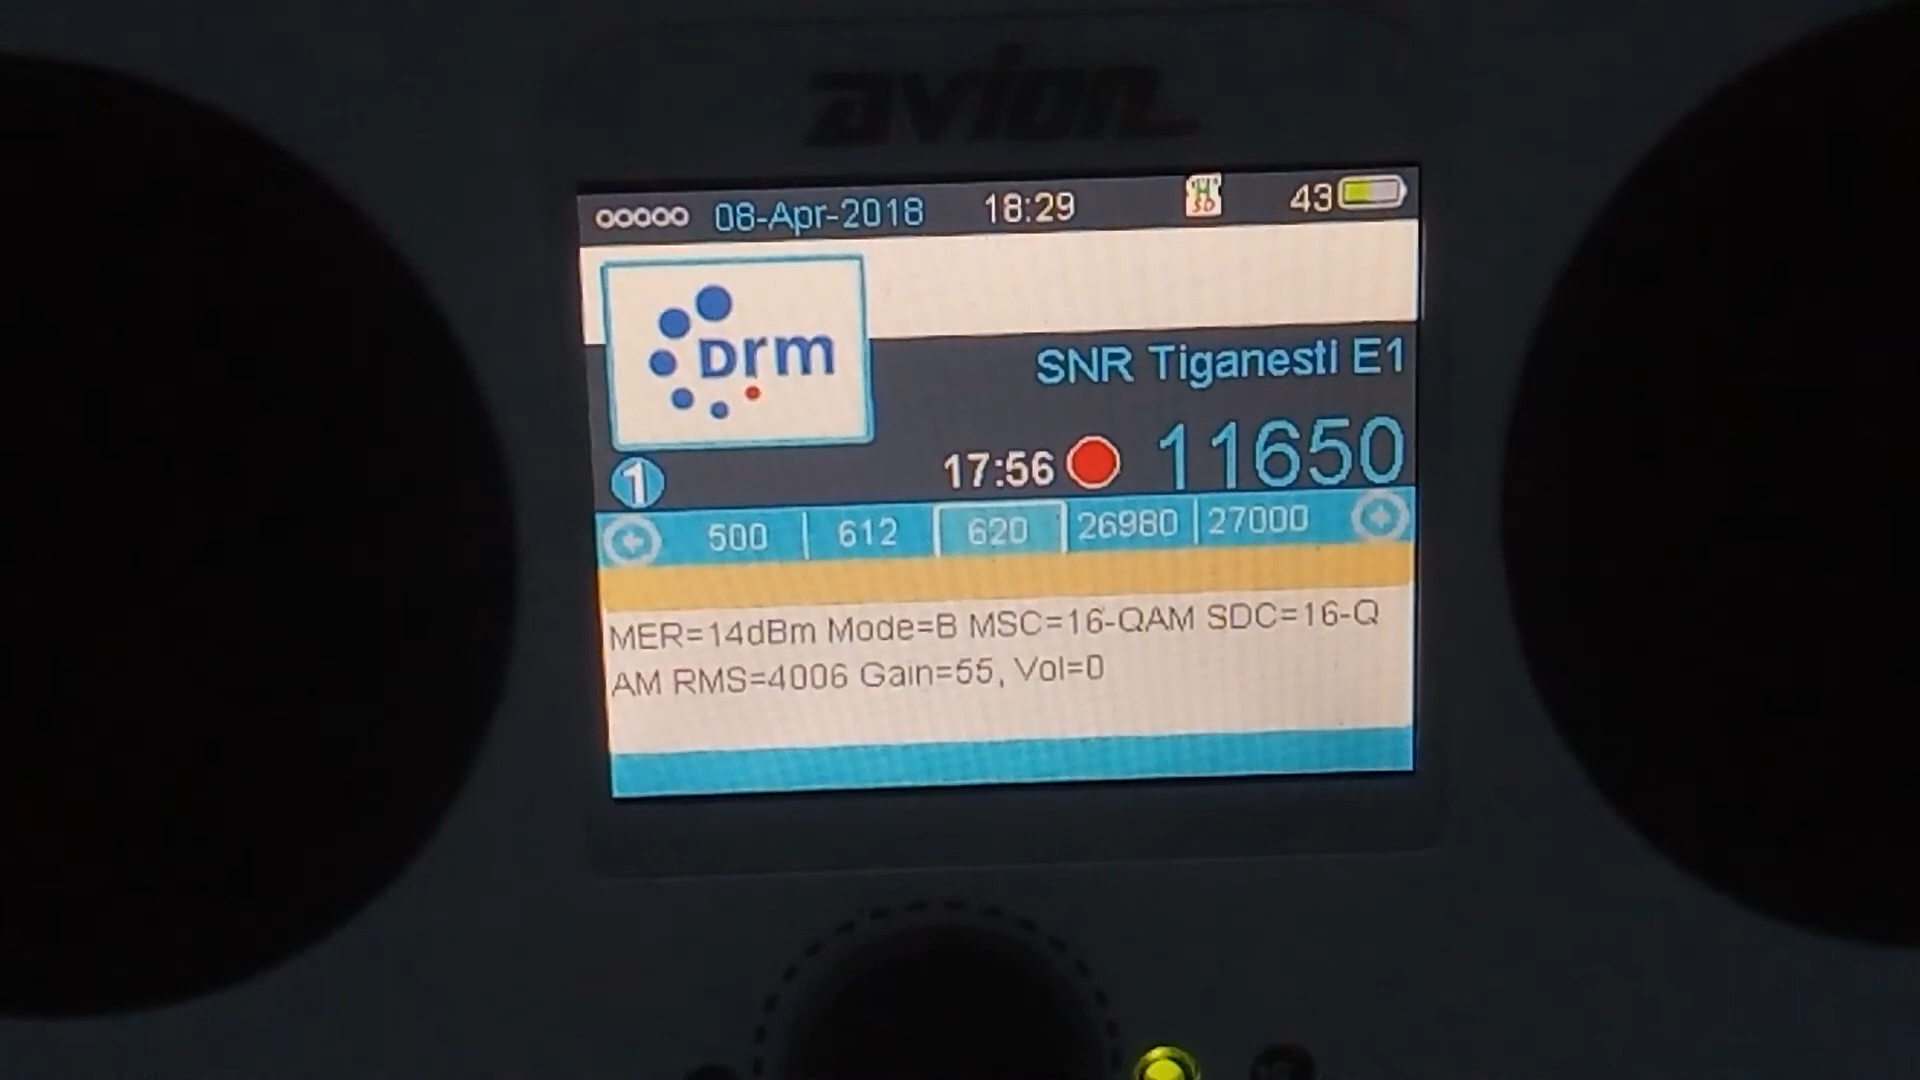 avion
08-Apr-2018 18:29 H SD 43
Drm
SNR Tiganesti E1
1 17:56 11650
500 612 620 26980 27000
MER=14dBm Mode=B MSC=16-QAM SDC=16-Q
AM RMS=4006 Gain=55, Vol=0